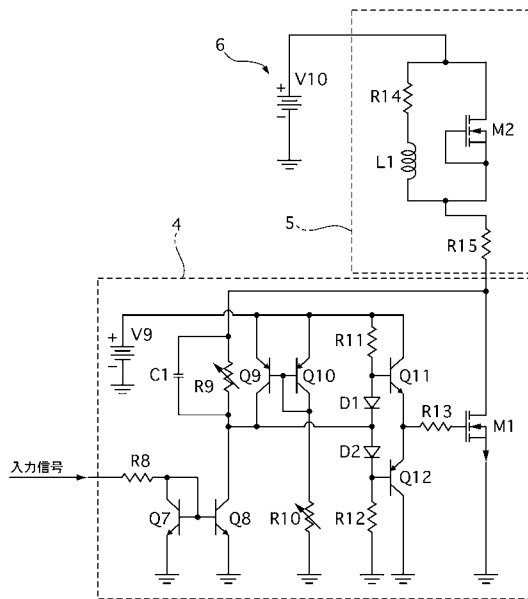 6
V10
+
−
R14
M2
L1
5
R15
4
V9
+
−
C1
R9
Q9
Q10
R11
Q11
D1
R13
M1
D2
Q12
入力信号
R8
Q7
Q8
R10
R12